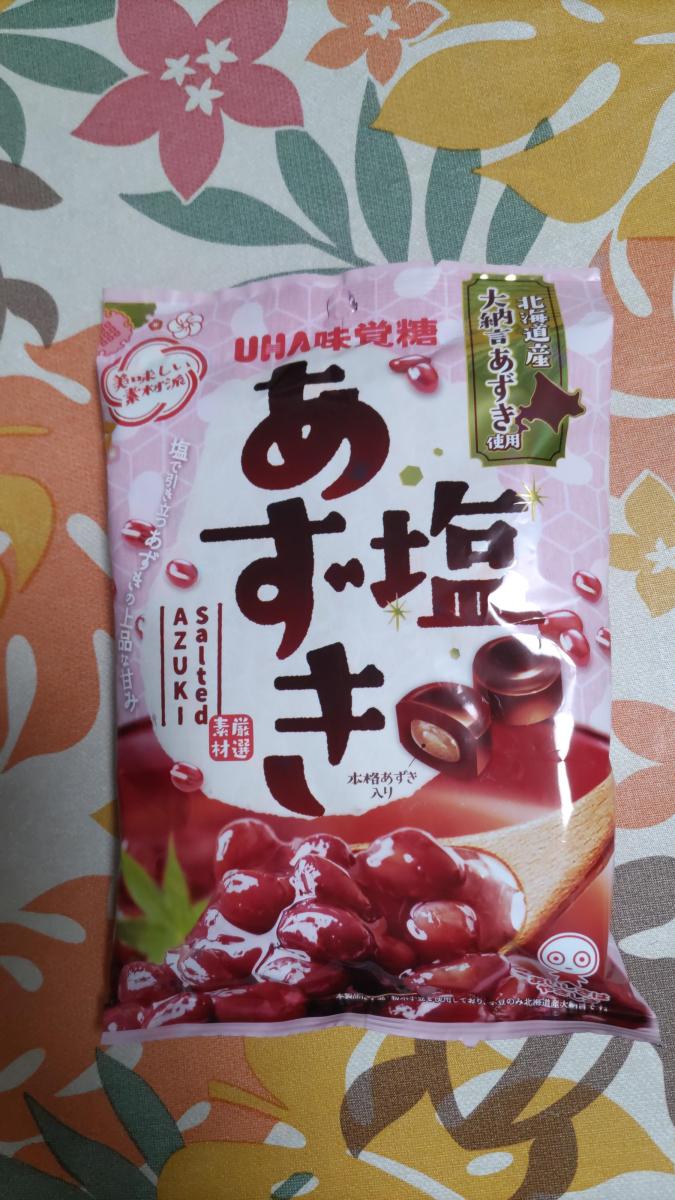 UHA味覚糖
北海道産
大納言あずき
使用
美味しい
素材派
塩で引き立つあずきの上品な甘み
塩
あずき
Salted
AZUKI
厳選
素材
本格あずき
入り